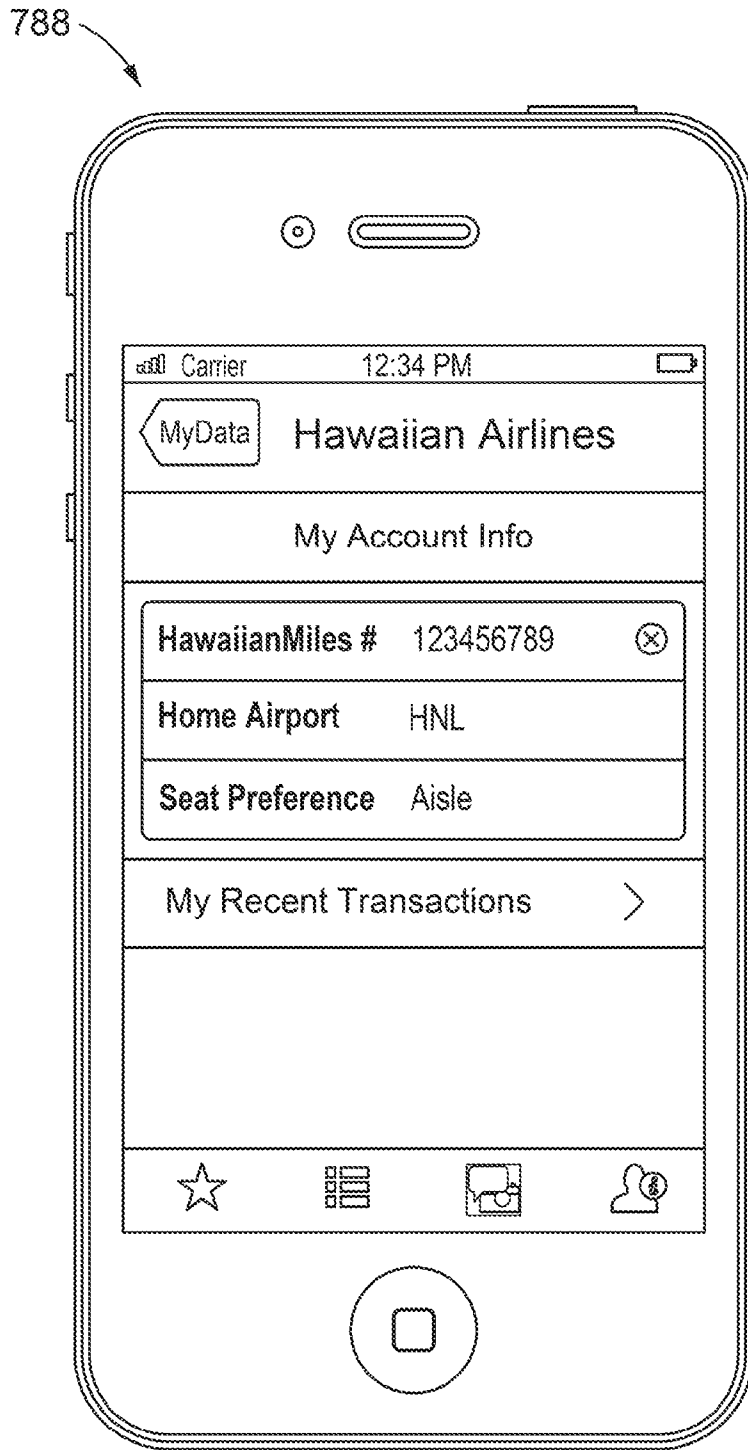 788
Carrier 12:34 PM
MyData Hawaiian Airlines
My Account Info
HawaiianMiles # 123456789
Home Airport HNL
Seat Preference Aisle
My Recent Transactions